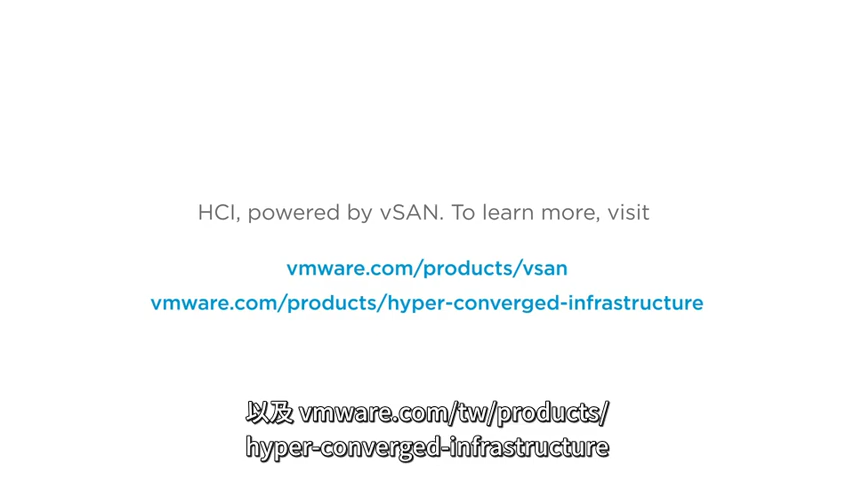 HCI, powered by vSAN. To learn more, visit
vmware.com/products/vsan
vmware.com/products/hyper-converged-infrastructure
以及 vmware.com/tw/products/
hyper-converged-infrastructure